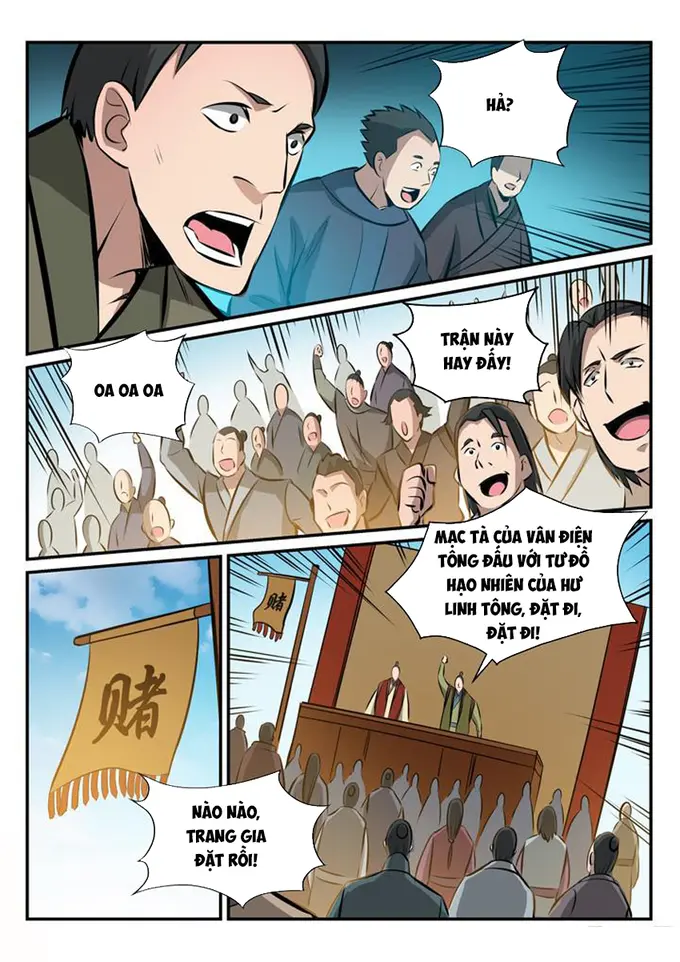 HẢ?
TRẬN NÀY
HAY ĐẤY!
OA OA OA
MẠC TÀ CỦA VÂN ĐIỆN
TÔNG ĐẤU VỚI TƯ ĐỒ
HẠO NHIÊN CỦA HƯ
LINH TÔNG, ĐẶT ĐI,
ĐẶT ĐI!
赌
赌
NÀO NÀO,
TRANG GIA
ĐẶT RỒI!